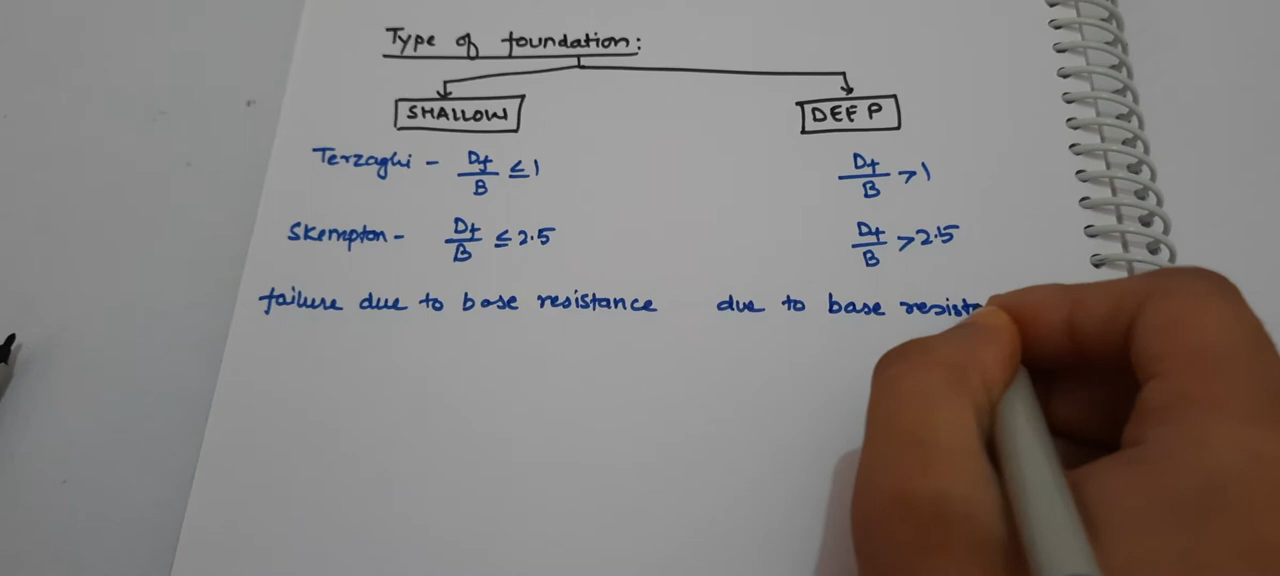 Type of foundation:
SHALLOW DEEP
Terzaghi - Df/B ≤ 1 Df/B > 1
Skempton - Df/B ≤ 2.5 Df/B > 2.5
failure due to base resistance due to base resista